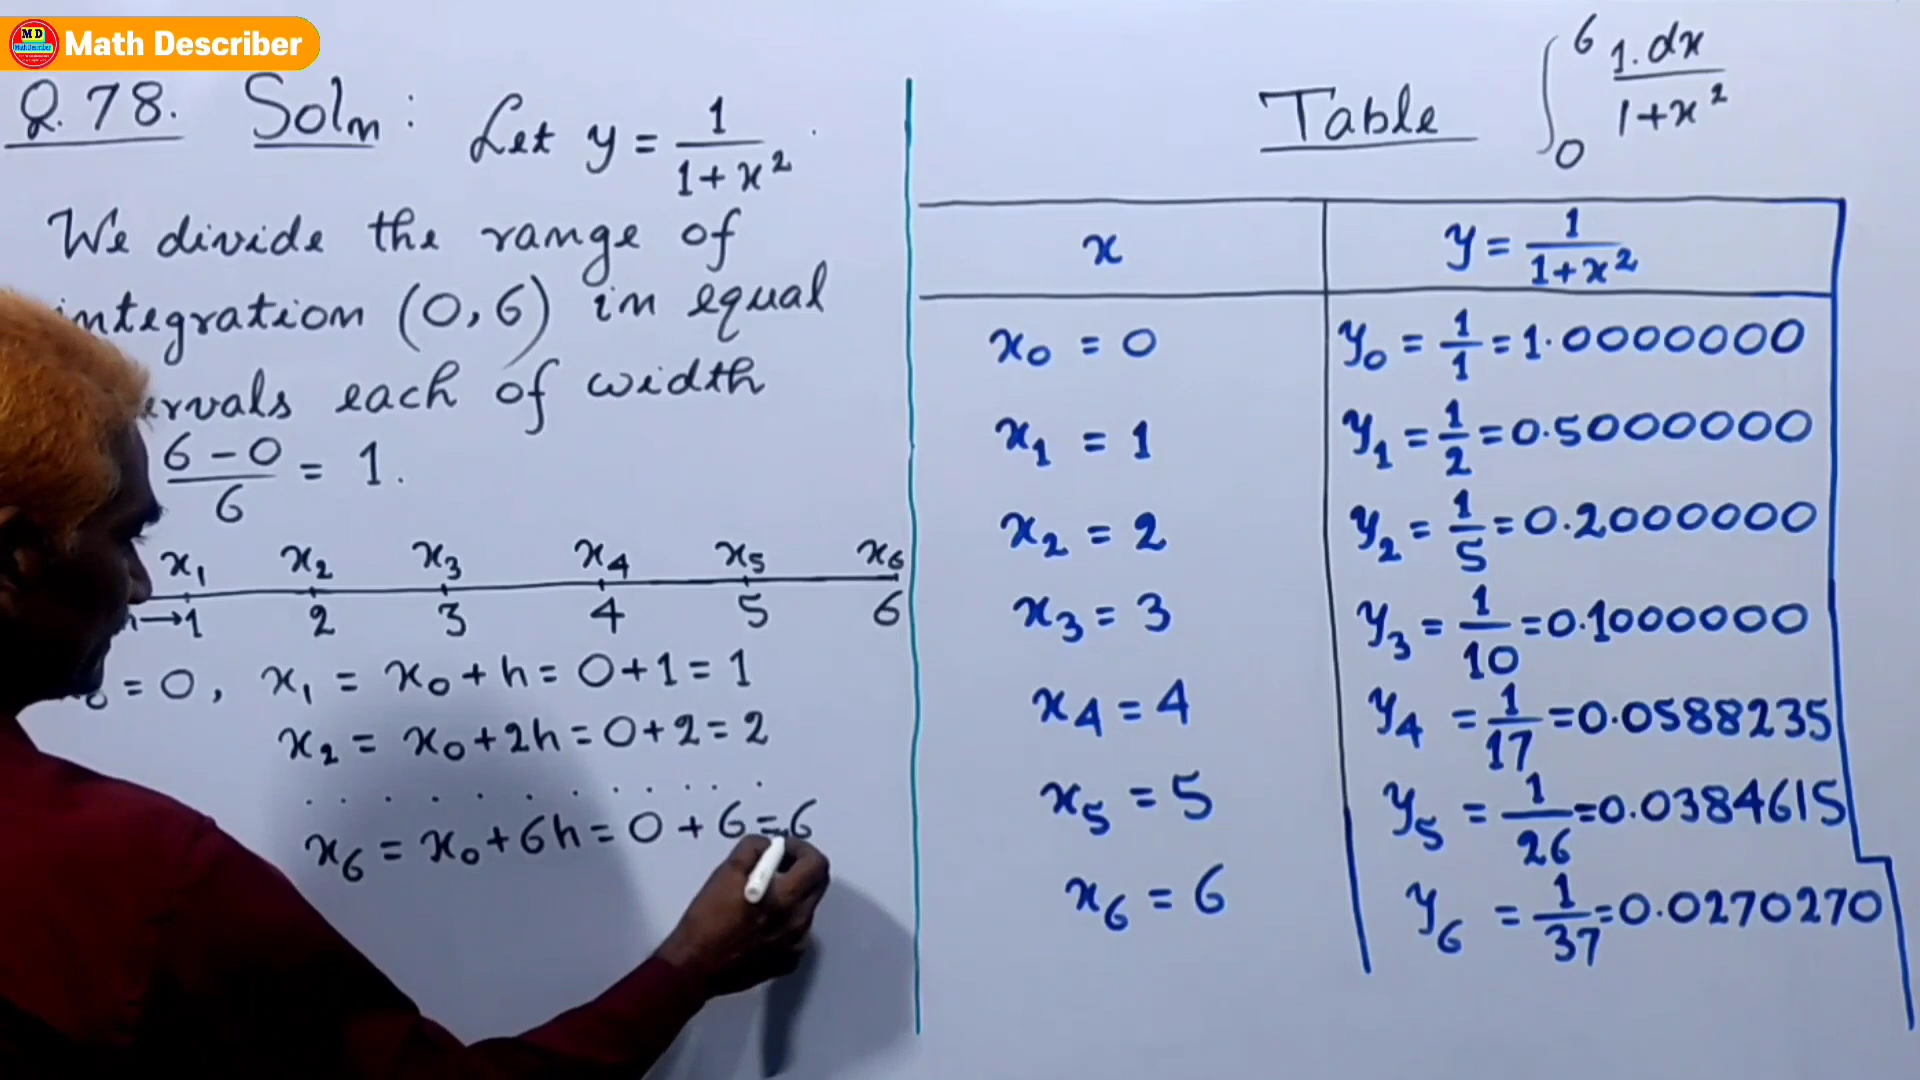 M D
Math Describer
Math Describer
Q.78. Soln: Let y = 1/(1+x²)
We divide the range of
integration (0,6) in equal
ervals each of width
6-0/6 = 1.
x₁ x₂ x₃ x₄ x₅ x₆
→1 2 3 4 5 6
= 0, x₁ = x₀+h = 0+1 = 1
x₂ = x₀+2h = 0+2 = 2
. . . . . . . . . . .
x₆ = x₀+6h = 0+6 = 6
Table ∫₀⁶ 1.dx/(1+x²)
x y = 1/(1+x²)
x₀ = 0 y₀ = 1/1 = 1.0000000
x₁ = 1 y₁ = 1/2 = 0.5000000
x₂ = 2 y₂ = 1/5 = 0.2000000
x₃ = 3 y₃ = 1/10 = 0.1000000
x₄ = 4 y₄ = 1/17 = 0.0588235
x₅ = 5 y₅ = 1/26 = 0.0384615
x₆ = 6 y₆ = 1/37 = 0.0270270